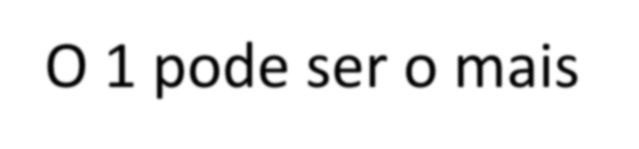 O 1 pode ser o mais